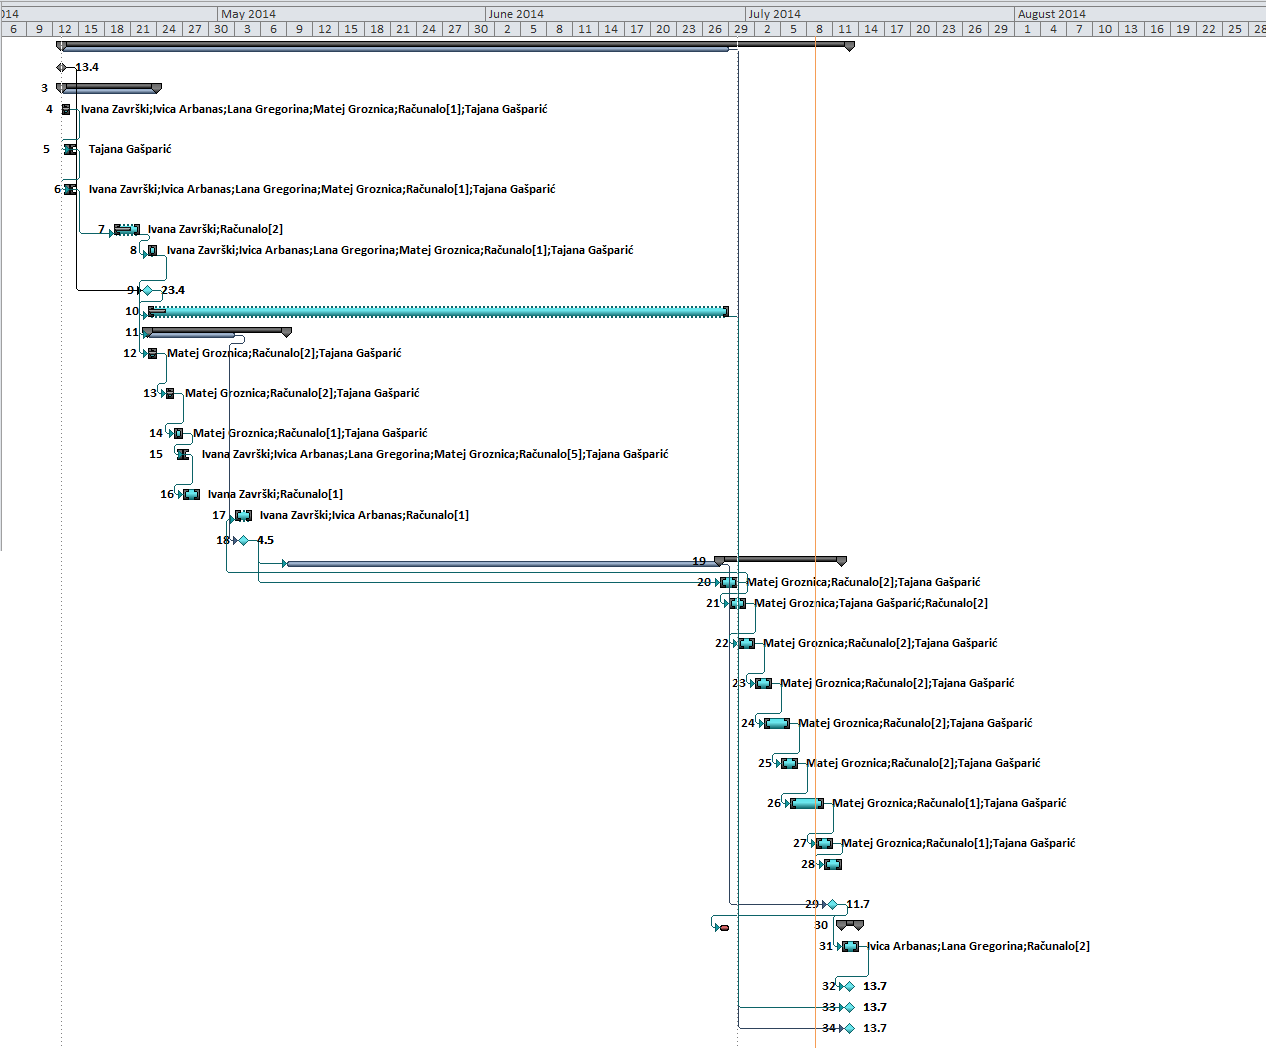 014 May 2014 June 2014 July 2014 August 2014
6 9 12 15 18 21 24 27 30 3 6 9 12 15 18 21 24 27 30 2 5 8 11 14 17 20 23 26 29 2 5 8 11 14 17 20 23 26 29 1 4 7 10 13 16 19 22 25 28
13.4
3
4 Ivana Završki;Ivica Arbanas;Lana Gregorina;Matej Groznica;Računalo[1];Tajana Gašparić
5 Tajana Gašparić
6 Ivana Završki;Ivica Arbanas;Lana Gregorina;Matej Groznica;Računalo[1];Tajana Gašparić
7 Ivana Završki;Računalo[2]
8 Ivana Završki;Ivica Arbanas;Lana Gregorina;Matej Groznica;Računalo[1];Tajana Gašparić
9 23.4
10
11
12 Matej Groznica;Računalo[2];Tajana Gašparić
13 Matej Groznica;Računalo[2];Tajana Gašparić
14 Matej Groznica;Računalo[1];Tajana Gašparić
15 Ivana Završki;Ivica Arbanas;Lana Gregorina;Matej Groznica;Računalo[5];Tajana Gašparić
16 Ivana Završki;Računalo[1]
17 Ivana Završki;Ivica Arbanas;Računalo[1]
18 4.5
19
20 Matej Groznica;Računalo[2];Tajana Gašparić
21 Matej Groznica;Tajana Gašparić;Računalo[2]
22 Matej Groznica;Računalo[2];Tajana Gašparić
23 Matej Groznica;Računalo[2];Tajana Gašparić
24 Matej Groznica;Računalo[2];Tajana Gašparić
25 Matej Groznica;Računalo[2];Tajana Gašparić
26 Matej Groznica;Računalo[1];Tajana Gašparić
27 Matej Groznica;Računalo[1];Tajana Gašparić
28
29 11.7
30
31 Ivica Arbanas;Lana Gregorina;Računalo[2]
32 13.7
33 13.7
34 13.7